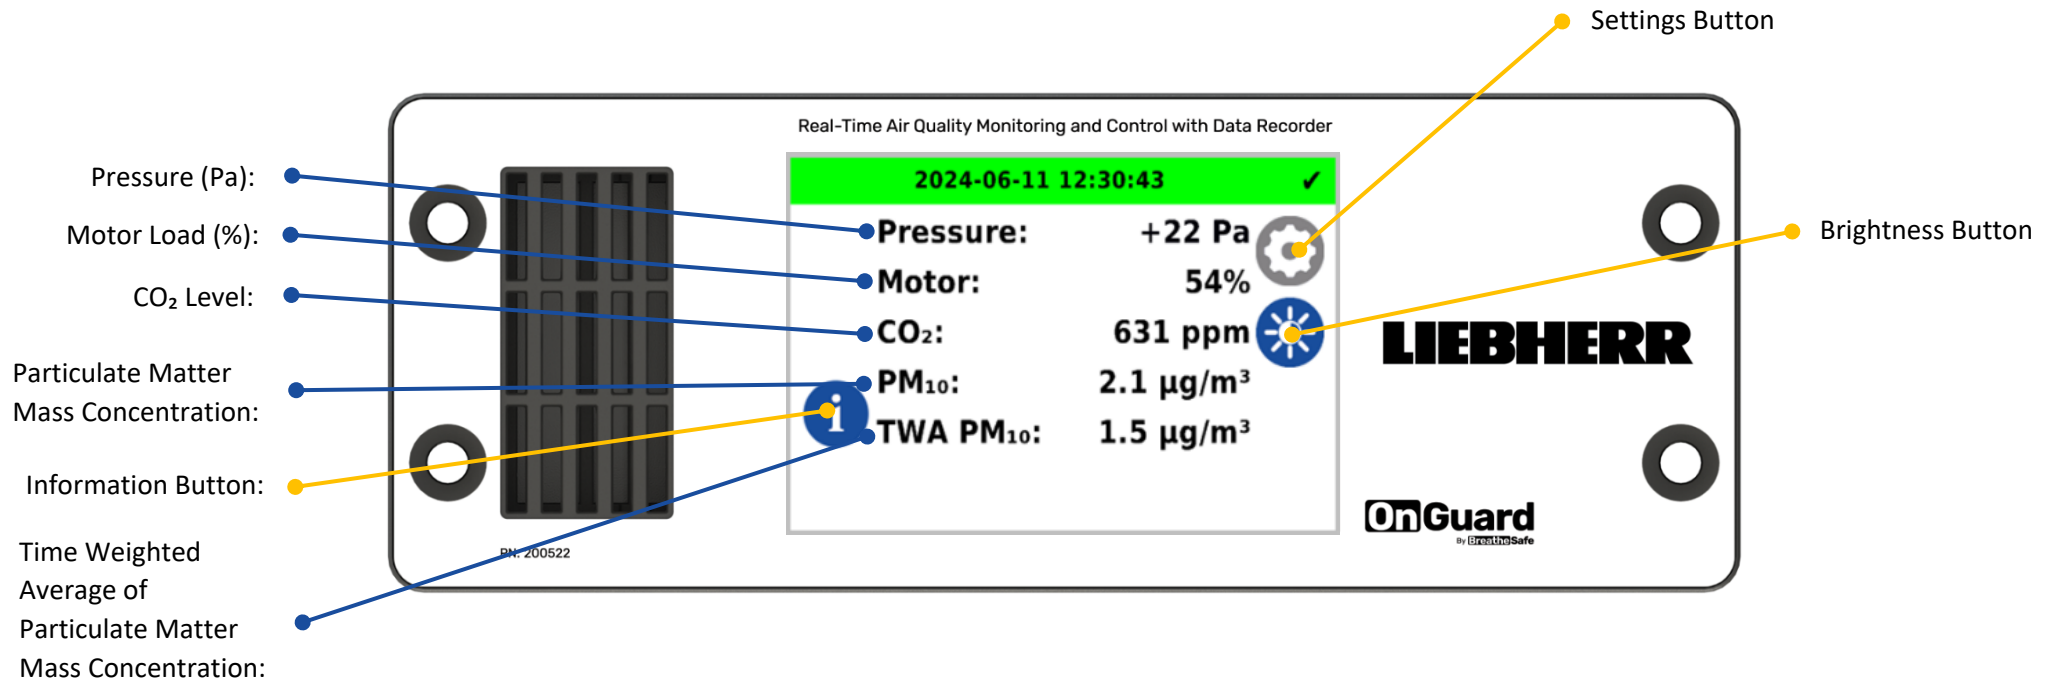 Settings Button
Real-Time Air Quality Monitoring and Control with Data Recorder
Pressure (Pa):
2024-06-11 12:30:43 ✓
Motor Load (%):
Pressure: +22 Pa
Brightness Button
Motor: 54%
CO₂ Level:
CO₂: 631 ppm
LIEBHERR
Particulate Matter
Mass Concentration:
PM₁₀: 2.1 µg/m³
i
TWA PM₁₀: 1.5 µg/m³
Information Button:
OnGuard
By BreatheSafe
PN: 200522
Time Weighted
Average of
Particulate Matter
Mass Concentration: